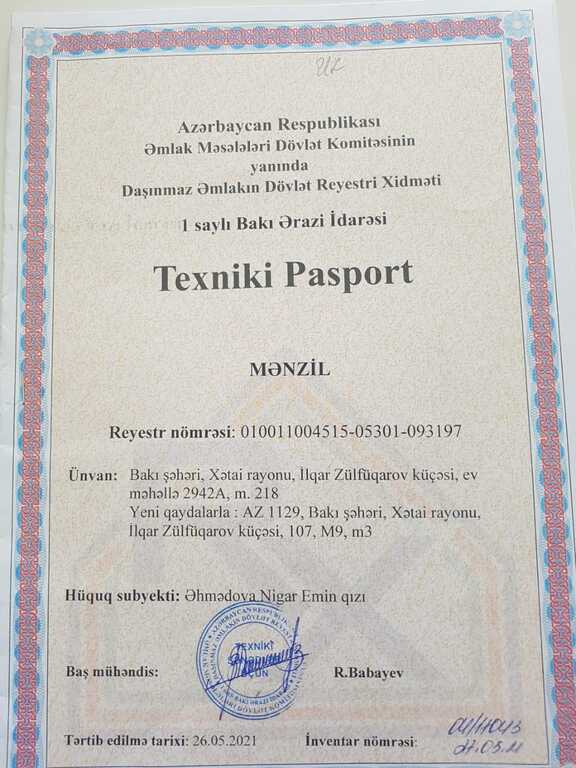 Azərbaycan Respublikası
Əmlak Məsələləri Dövlət Komitəsinin
yanında
Daşınmaz Əmlakın Dövlət Reyestri Xidməti
1 saylı Bakı Ərazi İdarəsi
Texniki Pasport
MƏNZİL
Reyestr nömrəsi: 010011004515-05301-093197
Ünvan: Bakı şəhəri, Xətai rayonu, İlqar Zülfüqarov küçəsi, ev
məhəllə 2942A, m. 218
Yeni qaydalarla : AZ 1129, Bakı şəhəri, Xətai rayonu,
İlqar Zülfüqarov küçəsi, 107, M9, m3
Hüquq subyekti: Əhmədova Nigar Emin qızı
TEXNİKİ
Baş mühəndis: R.Babayev
Tərtib edilmə tarixi: 26.05.2021 İnventar nömrəsi: